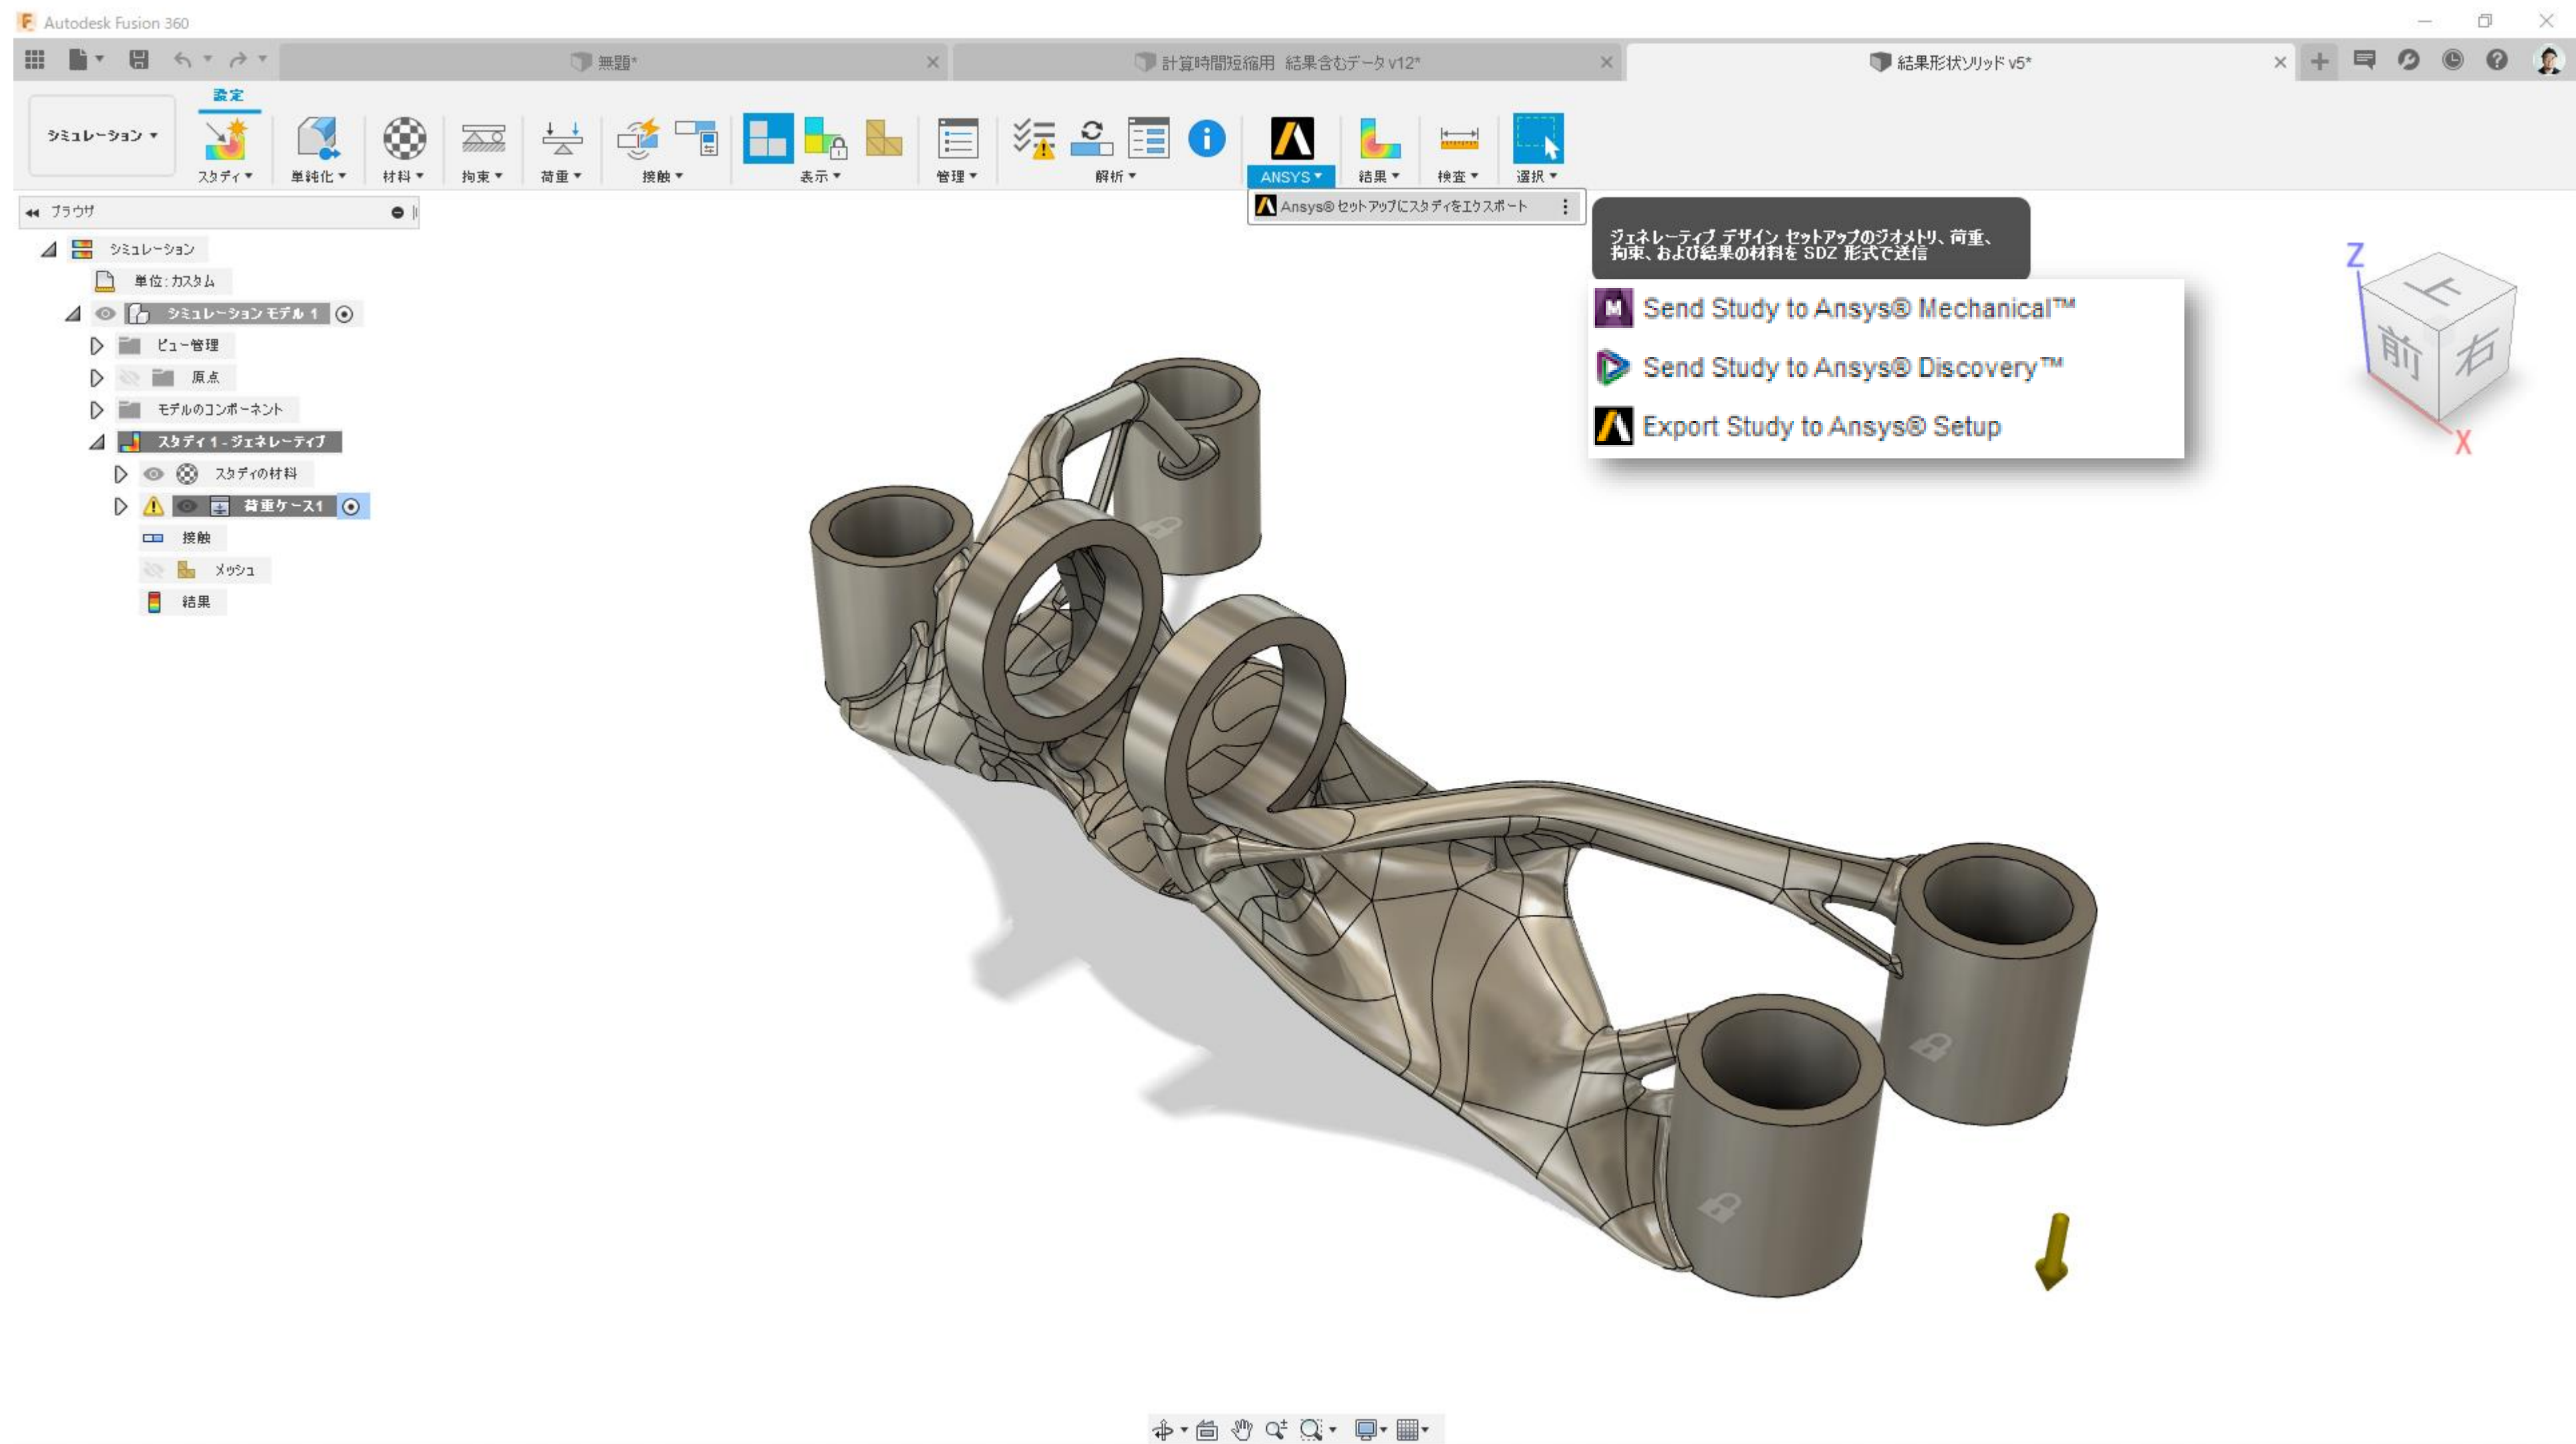 Autodesk Fusion 360
無題*
計算時間短縮用 結果含むデータ v12*
結果形状ソリッド v5*
設定
シミュレーション
スタディ
単純化
材料
拘束
荷重
接触
表示
管理
解析
ANSYS
結果
検査
選択
Ansys® セットアップにスタディをエクスポート
ジェネレーティブ デザイン セットアップのジオメトリ、荷重、
拘束、および結果の材料を SDZ 形式で送信
Send Study to Ansys® Mechanical™
Send Study to Ansys® Discovery™
Export Study to Ansys® Setup
ブラウザ
シミュレーション
単位: カスタム
シミュレーション モデル 1
ビュー管理
原点
モデルのコンポーネント
スタディ 1 - ジェネレーティブ
スタディの材料
荷重ケース1
接触
メッシュ
結果
Z
上
前
右
X